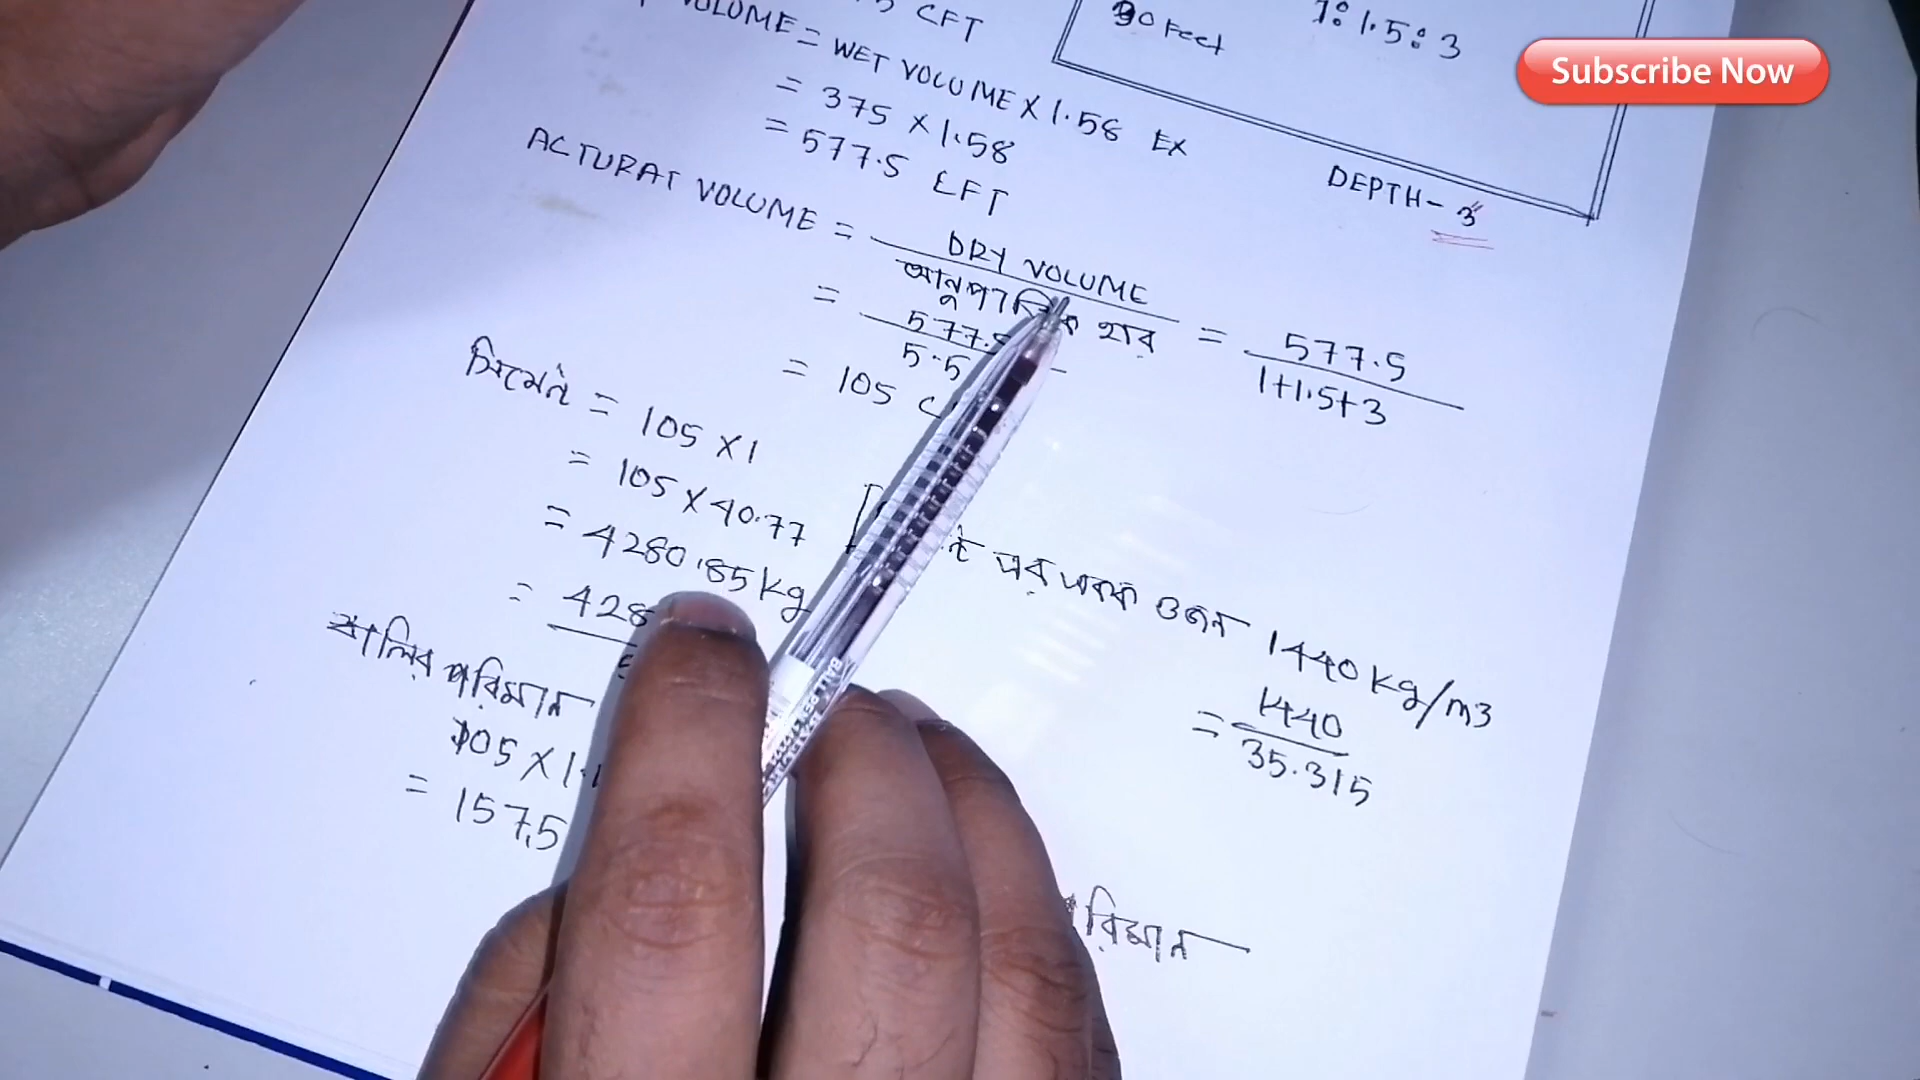 CFT
30 Feet
1:1.5:3
Subscribe Now
VOLUME = WET VOLUME X 1.58 EX
= 375 X 1.58
= 577.5 CFT
DEPTH - 3"
ACTURAT VOLUME = DRY VOLUME
আনুপাতিক হার
= 577.5
1+1.5+3
= 577.5
5.5
= 105
সিমেন্ট = 105 X 1
= 105 X 40.77
= 4280.85 kg
এর একক ওজন 1440 kg/m3
= 1440
35.315
= 428
বালির পরিমান
105 X 1.
= 157.5
পরিমান